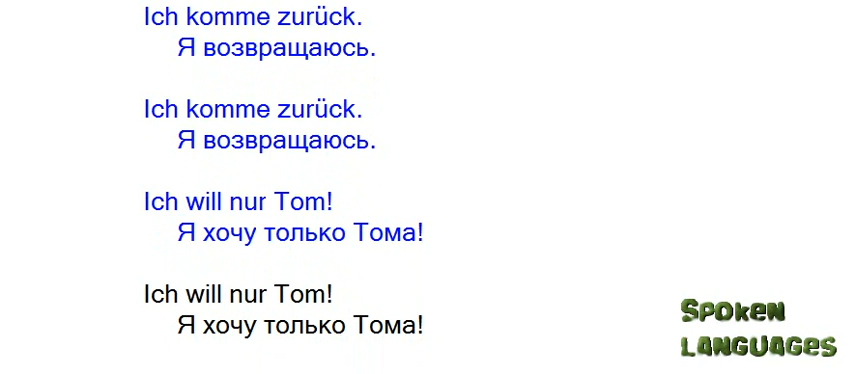 Ich komme zurück.
Я возвращаюсь.
Ich komme zurück.
Я возвращаюсь.
Ich will nur Tom!
Я хочу только Тома!
Ich will nur Tom!
Я хочу только Тома!
SPOKEN
LANGUAGES